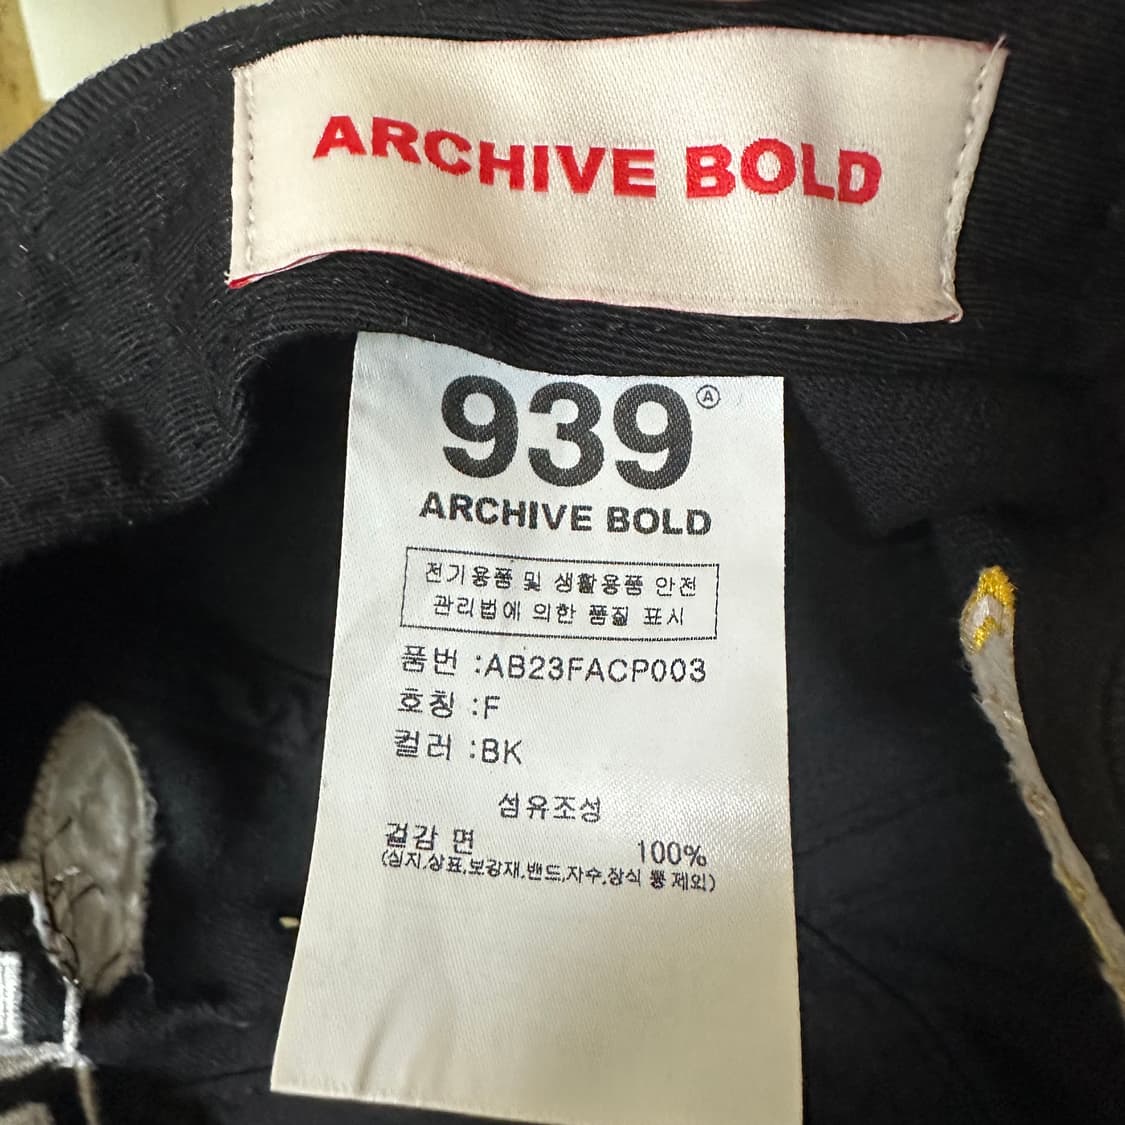 ARCHIVE BOLD
939
Ⓐ
ARCHIVE BOLD
전기용품 및 생활용품 안전
관리법에 의한 품질 표시
품번 :AB23FACP003
호칭 :F
컬러 :BK
섬유조성
겉감 면 100%
(심지,상표,보강재,밴드,자수,장식 등 제외)